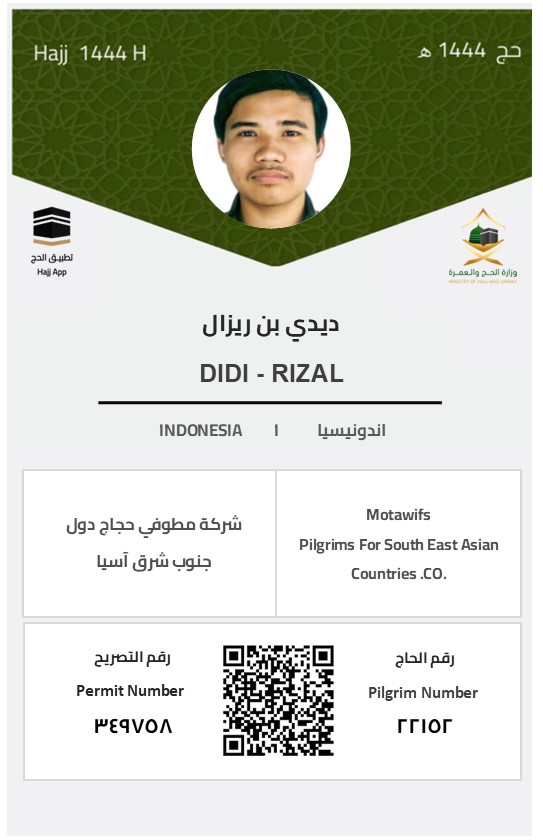 Hajj 1444 H
حج 1444 هـ
تطبيق الحج
Hajj App
وزارة الحج والعمرة
MINISTRY OF HAJJ AND UMRAH
ديدي بن ريزال
DIDI - RIZAL
INDONESIA | اندونيسيا
شركة مطوفي حجاج دول
جنوب شرق آسيا
Motawifs
Pilgrims For South East Asian
Countries .CO.
رقم التصريح
Permit Number
٣٤٩٧٥٨
رقم الحاج
Pilgrim Number
٢٢١٥٢